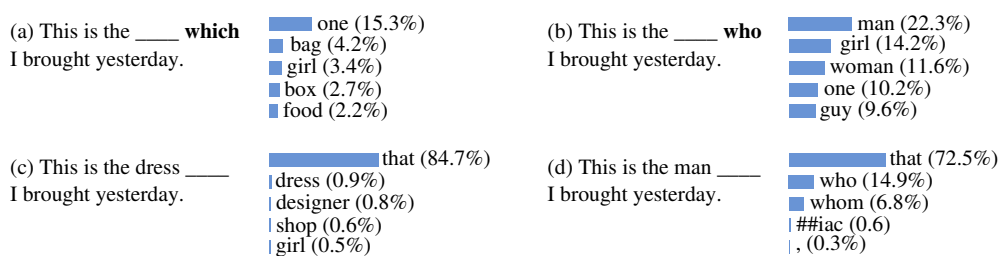 (a) This is the ____ which
I brought yesterday.
one (15.3%)
bag (4.2%)
girl (3.4%)
box (2.7%)
food (2.2%)
(b) This is the ____ who
I brought yesterday.
man (22.3%)
girl (14.2%)
woman (11.6%)
one (10.2%)
guy (9.6%)
(c) This is the dress ____
I brought yesterday.
that (84.7%)
dress (0.9%)
designer (0.8%)
shop (0.6%)
girl (0.5%)
(d) This is the man ____
I brought yesterday.
that (72.5%)
who (14.9%)
whom (6.8%)
##iac (0.6)
, (0.3%)